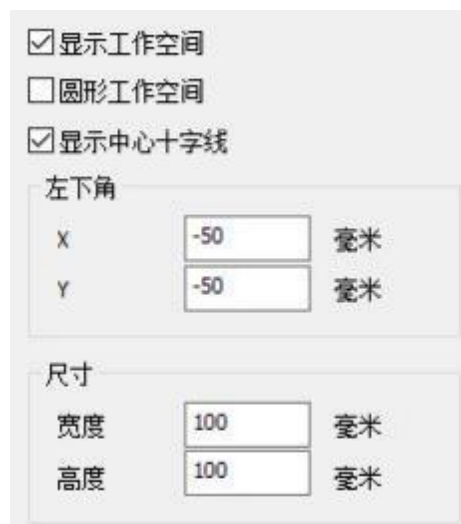 显示工作空间
圆形工作空间
显示中心十字线
左下角
X -50 毫米
Y -50 毫米
尺寸
宽度 100 毫米
高度 100 毫米